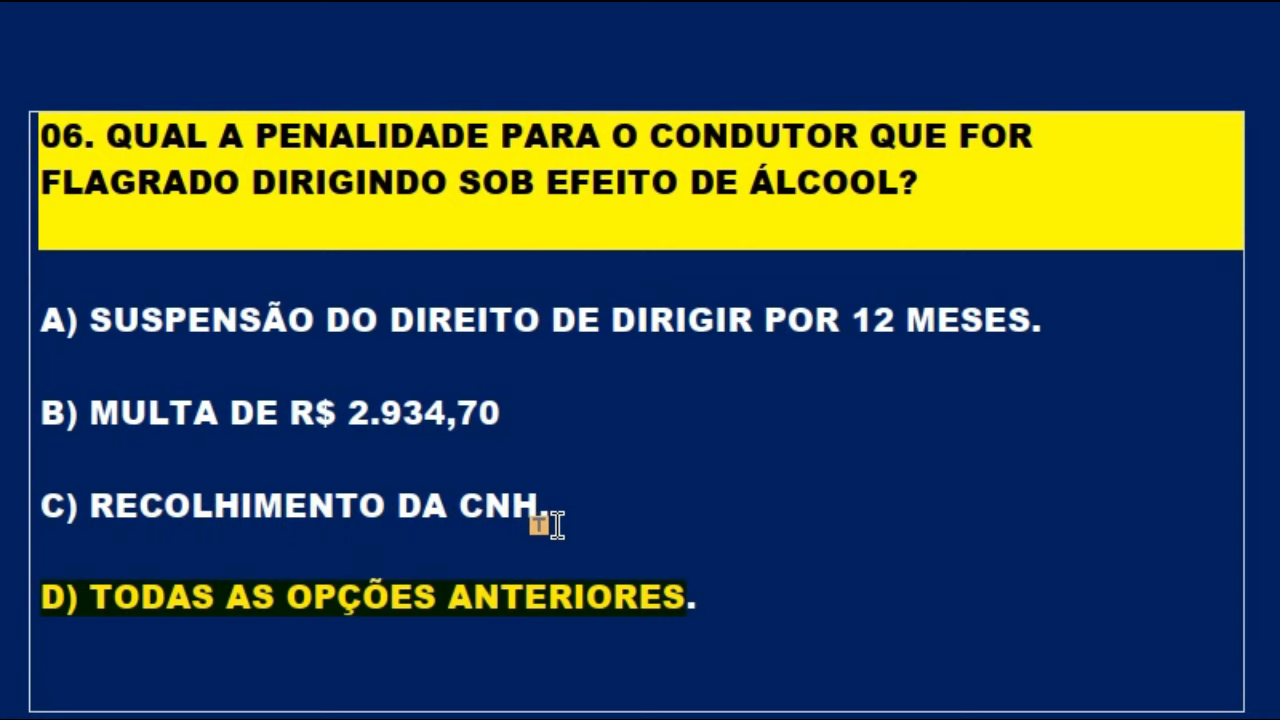 06. QUAL A PENALIDADE PARA O CONDUTOR QUE FOR
FLAGRADO DIRIGINDO SOB EFEITO DE ÁLCOOL?
A) SUSPENSÃO DO DIREITO DE DIRIGIR POR 12 MESES.
B) MULTA DE R$ 2.934,70
C) RECOLHIMENTO DA CNH.
T
D) TODAS AS OPÇÕES ANTERIORES.